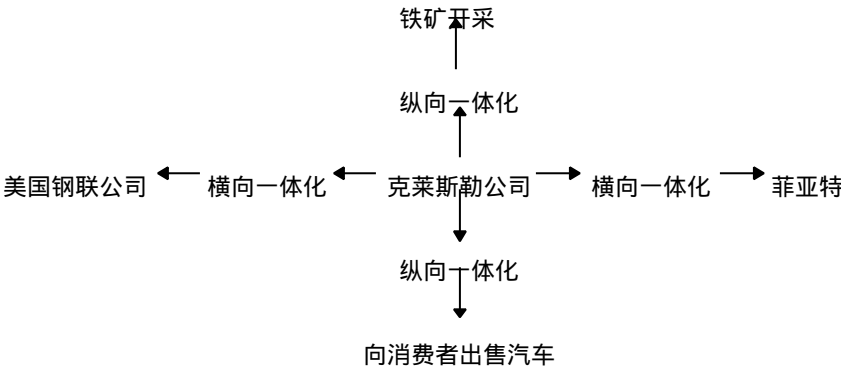 铁矿开采
纵向一体化
美国钢联公司
横向一体化
克莱斯勒公司
横向一体化
菲亚特
纵向一体化
向消费者出售汽车